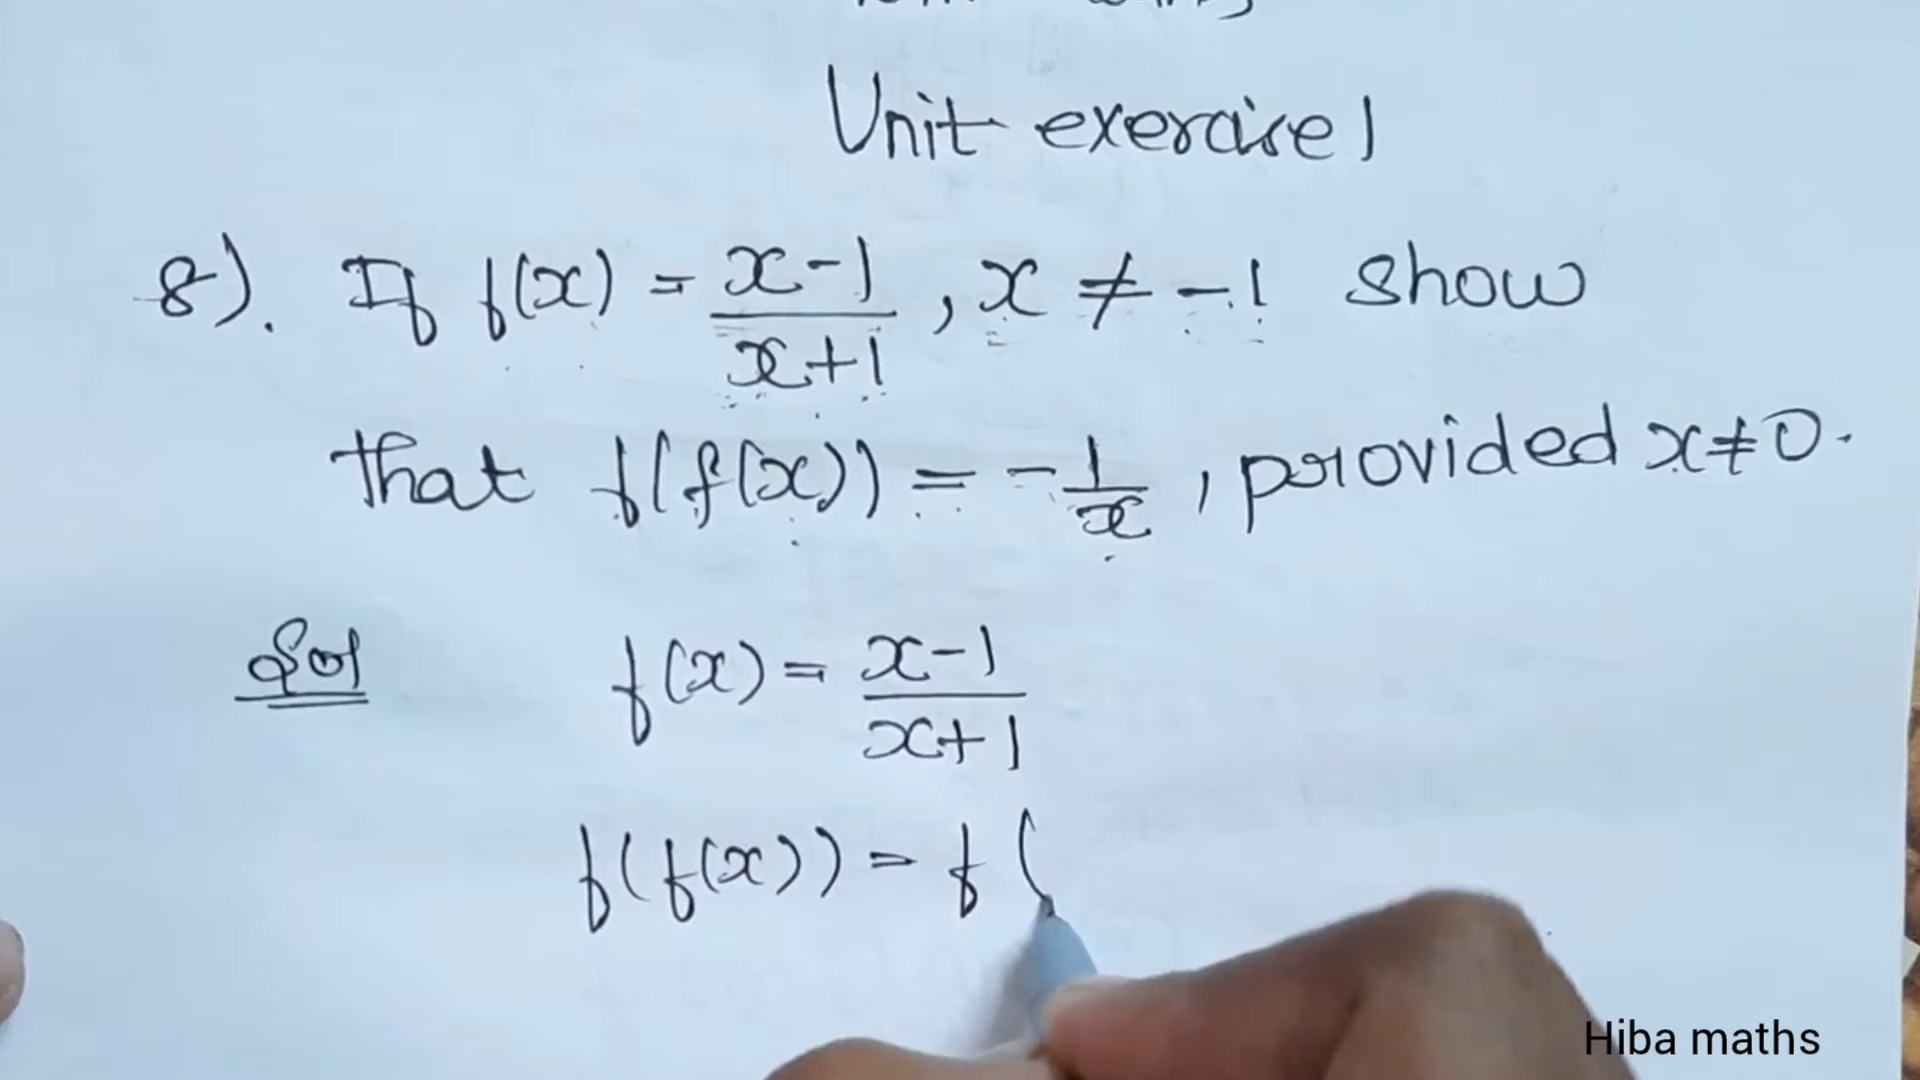 Unit exercise 1
8). If f(x) = x-1/x+1, x ≠ -1 show
that f(f(x)) = -1/x, provided x≠0.
Sol f(x) = x-1/x+1
f(f(x)) = f(
Hiba maths